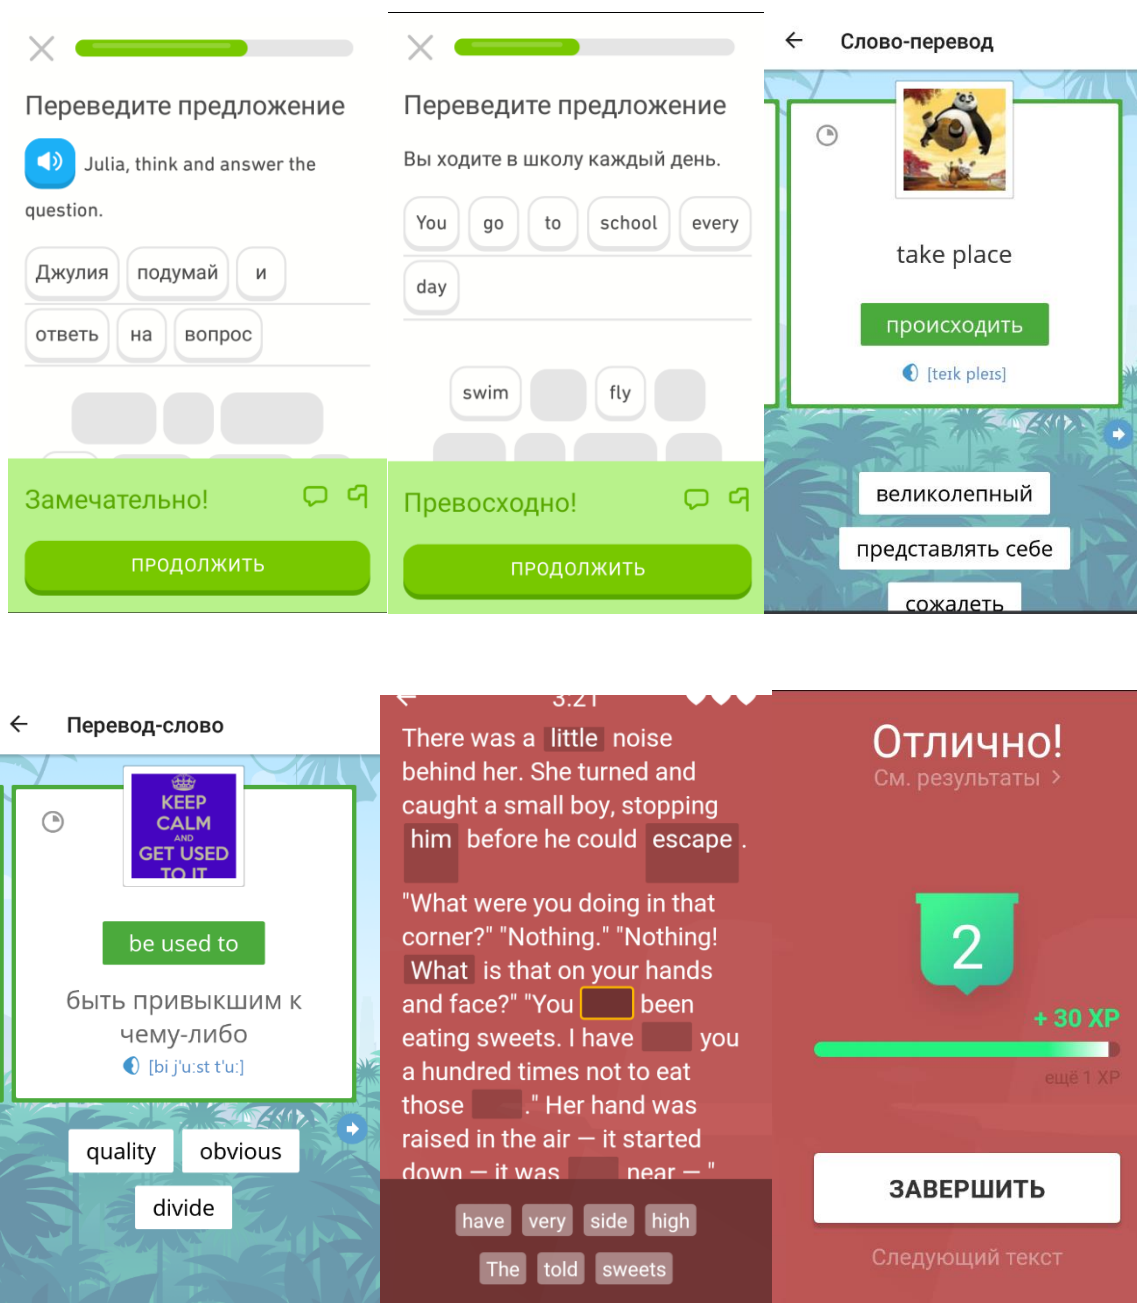 Переведите предложение
Julia, think and answer the
question.
Джулия подумай и
ответь на вопрос
Замечательно!
ПРОДОЛЖИТЬ
Переведите предложение
Вы ходите в школу каждый день.
You go to school every
day
swim fly
Превосходно!
ПРОДОЛЖИТЬ
Слово-перевод
take place
происходить
[teɪk pleɪs]
великолепный
представлять себе
сожалеть
Перевод-слово
KEEP
CALM
AND
GET USED
TO IT
be used to
быть привыкшим к
чему-либо
[bi j'u:st t'u:]
quality obvious
divide
3:21
There was a little noise
behind her. She turned and
caught a small boy, stopping
him before he could escape .
"What were you doing in that
corner?" "Nothing." "Nothing!
What is that on your hands
and face?" "You been
eating sweets. I have you
a hundred times not to eat
those ." Her hand was
raised in the air — it started
down — it was near — "
have very side high
The told sweets
Отлично!
См. результаты >
2
+ 30 XP
ещё 1 XP
ЗАВЕРШИТЬ
Следующий текст